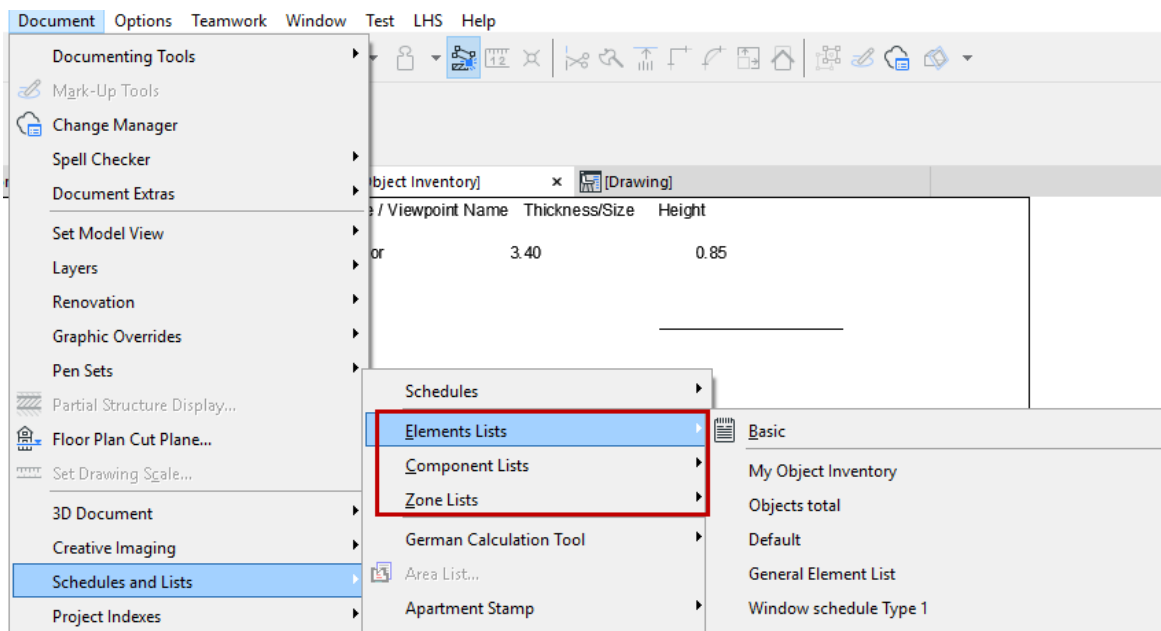 Document Options Teamwork Window Test LHS Help
Documenting Tools
Mark-Up Tools
Change Manager
Spell Checker
Document Extras
Set Model View
Layers
Renovation
Graphic Overrides
Pen Sets
Partial Structure Display...
Floor Plan Cut Plane...
Set Drawing Scale...
3D Document
Creative Imaging
Schedules and Lists
Project Indexes
bject Inventory]
[Drawing]
e / Viewpoint Name Thickness/Size Height
or 3.40 0.85
Schedules
Elements Lists
Component Lists
Zone Lists
German Calculation Tool
Area List...
Apartment Stamp
Basic
My Object Inventory
Objects total
Default
General Element List
Window schedule Type 1